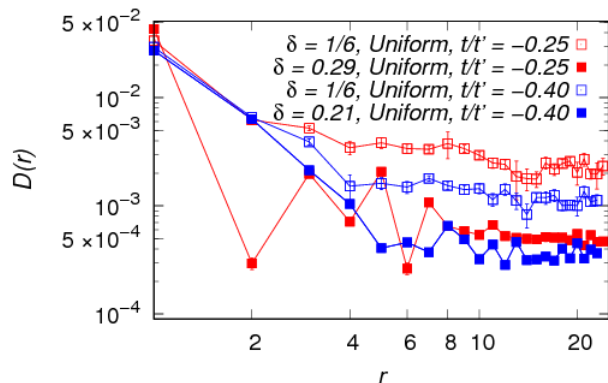 5 ×10⁻²
10⁻²
5 ×10⁻³
10⁻³
5 ×10⁻⁴
10⁻⁴
D(r)
δ = 1/6, Uniform, t/t' = −0.25
δ = 0.29, Uniform, t/t' = −0.25
δ = 1/6, Uniform, t/t' = −0.40
δ = 0.21, Uniform, t/t' = −0.40
2 4 6 8 10 20
r